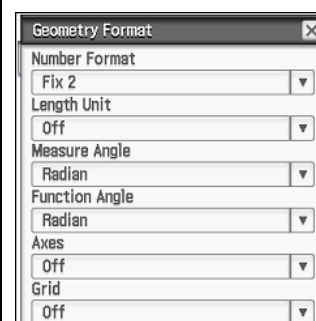 Geometry Format
Number Format
Fix 2
Length Unit
Off
Measure Angle
Radian
Function Angle
Radian
Axes
Off
Grid
Off